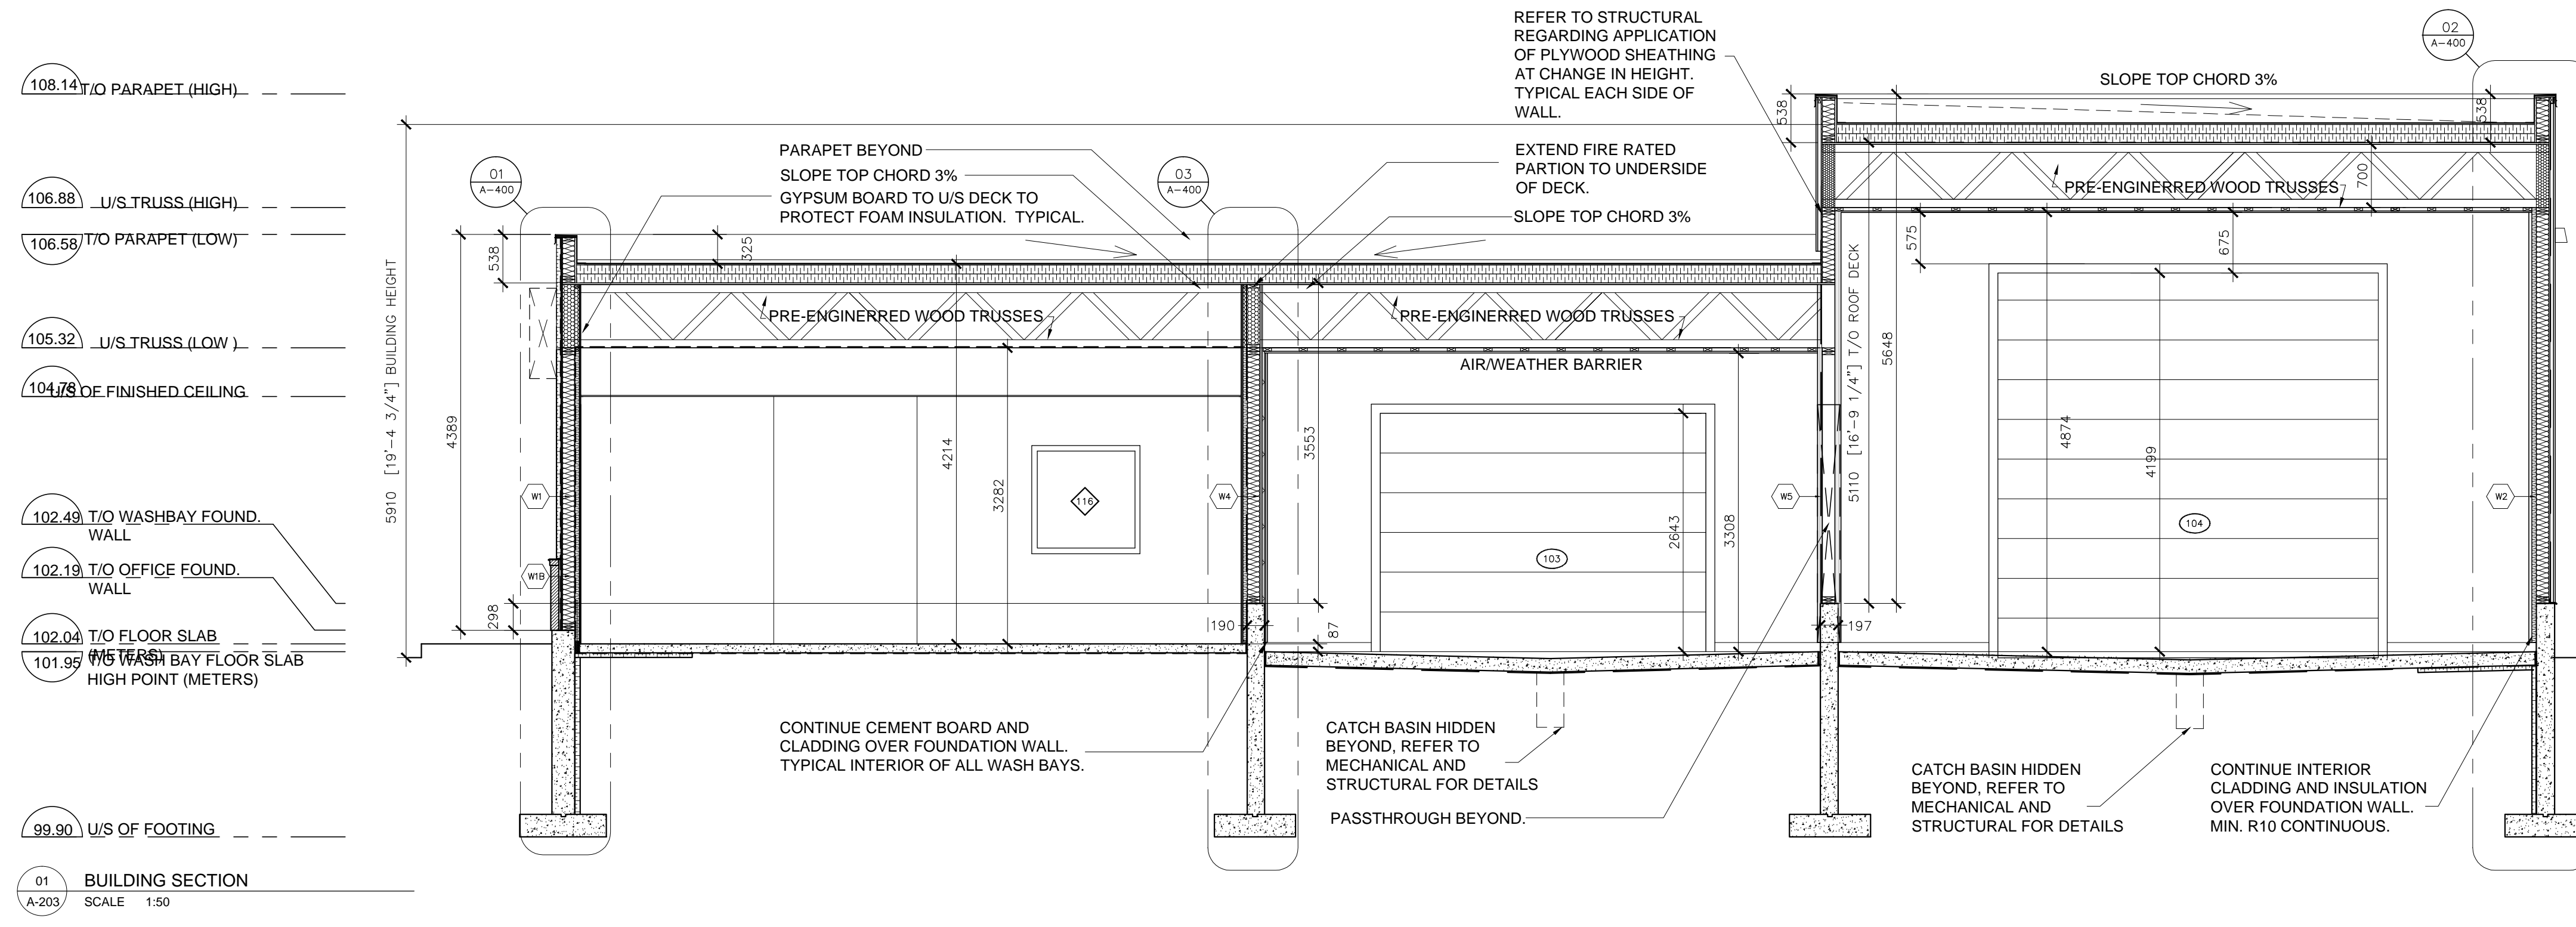 108.14 T/O PARAPET (HIGH)
106.88 U/S TRUSS (HIGH)
106.58 T/O PARAPET (LOW)
105.32 U/S TRUSS (LOW )
104.78 U/S OF FINISHED CEILING
102.49 T/O WASHBAY FOUND.
WALL
102.19 T/O OFFICE FOUND.
WALL
102.04 T/O FLOOR SLAB
(METERS)
101.95 T/O WASH BAY FLOOR SLAB
HIGH POINT (METERS)
99.90 U/S OF FOOTING
01
A-203
BUILDING SECTION
SCALE 1:50
5910 [19'-4 3/4"] BUILDING HEIGHT
4389
01
A-400
538
298
W1
W1B
PARAPET BEYOND
SLOPE TOP CHORD 3%
GYPSUM BOARD TO U/S DECK TO
PROTECT FOAM INSULATION. TYPICAL.
325
PRE-ENGINERRED WOOD TRUSSES
4214
3282
116
03
A-400
W4
190
CONTINUE CEMENT BOARD AND
CLADDING OVER FOUNDATION WALL.
TYPICAL INTERIOR OF ALL WASH BAYS.
REFER TO STRUCTURAL
REGARDING APPLICATION
OF PLYWOOD SHEATHING
AT CHANGE IN HEIGHT.
TYPICAL EACH SIDE OF
WALL.
EXTEND FIRE RATED
PARTION TO UNDERSIDE
OF DECK.
SLOPE TOP CHORD 3%
PRE-ENGINERRED WOOD TRUSSES
AIR/WEATHER BARRIER
3553
87
103
2643
3308
W5
197
CATCH BASIN HIDDEN
BEYOND, REFER TO
MECHANICAL AND
STRUCTURAL FOR DETAILS
PASSTHROUGH BEYOND.
02
A-400
SLOPE TOP CHORD 3%
538
538
PRE-ENGINERRED WOOD TRUSSES
700
575
675
5110 [16'-9 1/4"] T/O ROOF DECK
5648
4874
4199
104
W2
CATCH BASIN HIDDEN
BEYOND, REFER TO
MECHANICAL AND
STRUCTURAL FOR DETAILS
CONTINUE INTERIOR
CLADDING AND INSULATION
OVER FOUNDATION WALL.
MIN. R10 CONTINUOUS.